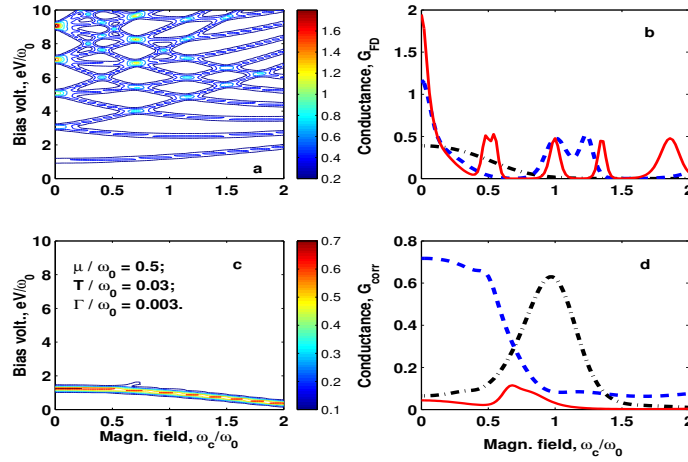 10
8
6
4
2
0
0 0.5 1 1.5 2
Bias volt., eV/ω0
a
1.6
1.4
1.2
1
0.8
0.6
0.4
0.2
2
1.5
1
0.5
0
0 0.5 1 1.5 2
Conductance, G_FD
b
10
8
6
4
2
0
0 0.5 1 1.5 2
Bias volt., eV/ω0
c
μ / ω0 = 0.5;
T / ω0 = 0.03;
Γ / ω0 = 0.003.
Magn. field, ωc/ω0
0.7
0.6
0.5
0.4
0.3
0.2
0.1
0.8
0.6
0.4
0.2
0
0 0.5 1 1.5 2
Conductance, G_corr
d
Magn. field, ωc/ω0